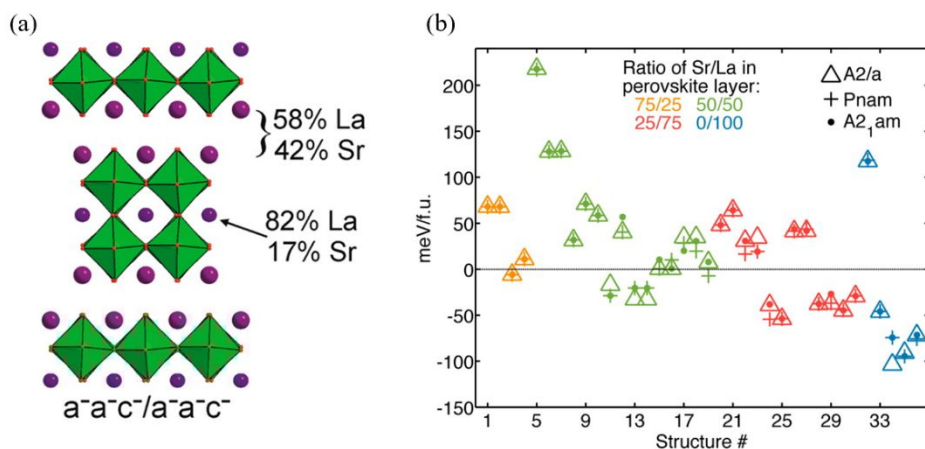 (a)
58% La
42% Sr
82% La
17% Sr
a⁻a⁻c⁻/a⁻a⁻c⁻
(b)
meV/f.u.
200
150
100
50
0
-50
-100
-150
1 5 9 13 17 21 25 29 33
Structure #
Ratio of Sr/La in
perovskite layer:
75/25 50/50
25/75 0/100
A2/a
Pnam
A2₁am